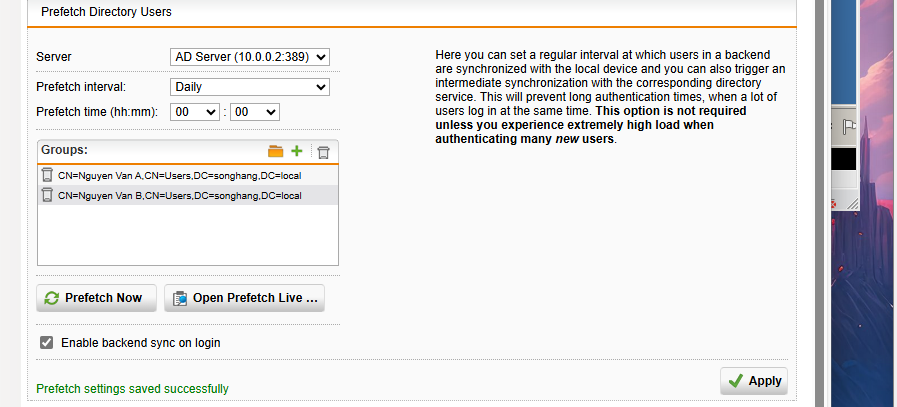 Prefetch Directory Users
Server
AD Server (10.0.0.2:389)
Prefetch interval:
Daily
Prefetch time (hh:mm):
00 : 00
Groups:
CN=Nguyen Van A,CN=Users,DC=songhang,DC=local
CN=Nguyen Van B,CN=Users,DC=songhang,DC=local
Prefetch Now
Open Prefetch Live ...
Enable backend sync on login
Prefetch settings saved successfully
Here you can set a regular interval at which users in a backend
are synchronized with the local device and you can also trigger an
intermediate synchronization with the corresponding directory
service. This will prevent long authentication times, when a lot of
users log in at the same time. This option is not required
unless you experience extremely high load when
authenticating many new users.
Apply